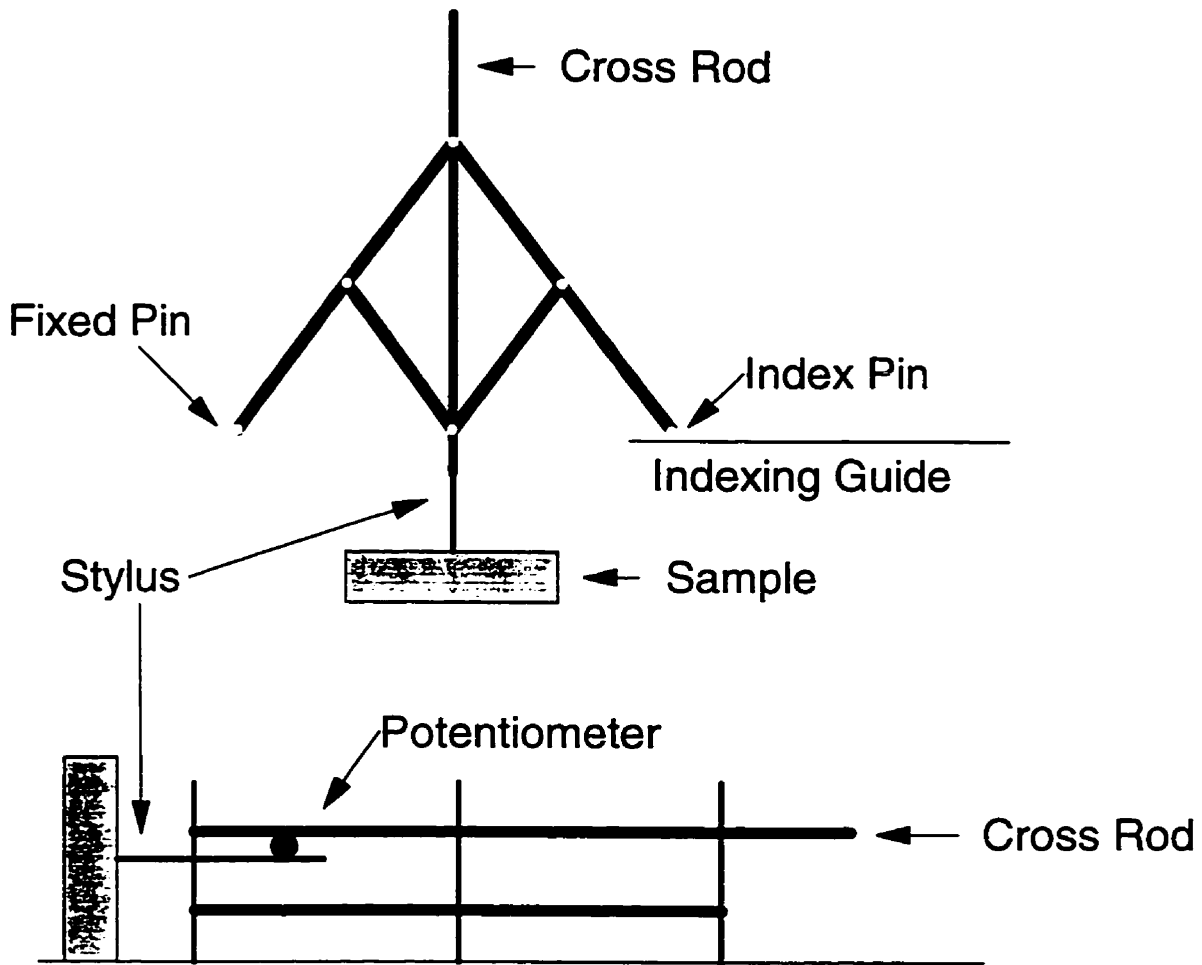 Cross Rod
Fixed Pin
Index Pin
Indexing Guide
Stylus
Sample
Potentiometer
Cross Rod